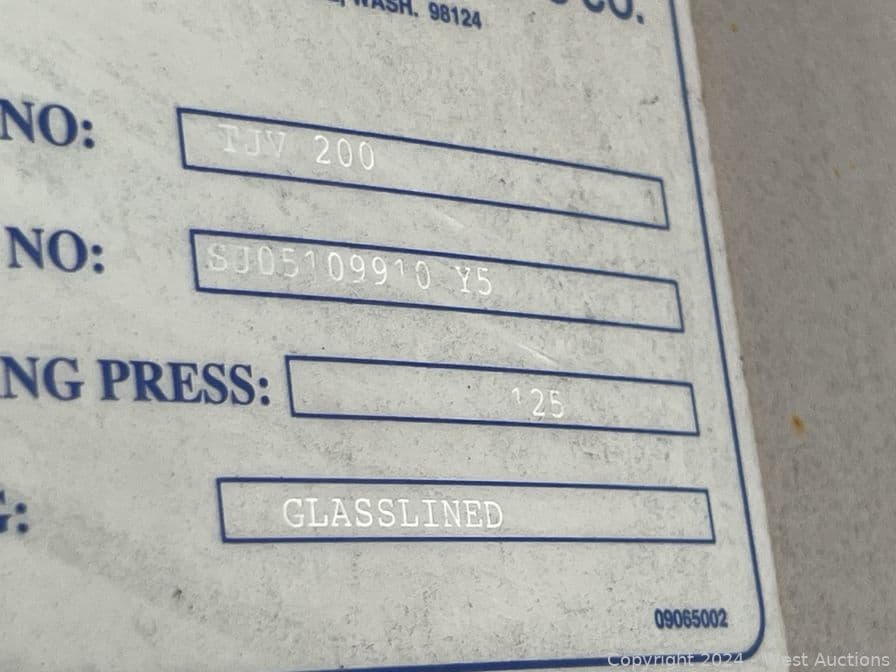 CO.
WASH. 98124
NO: TJV 200
NO: SJ05109910 Y5
NG PRESS: 125
G: GLASSLINED
09065002
Copyright 2024 West Auctions